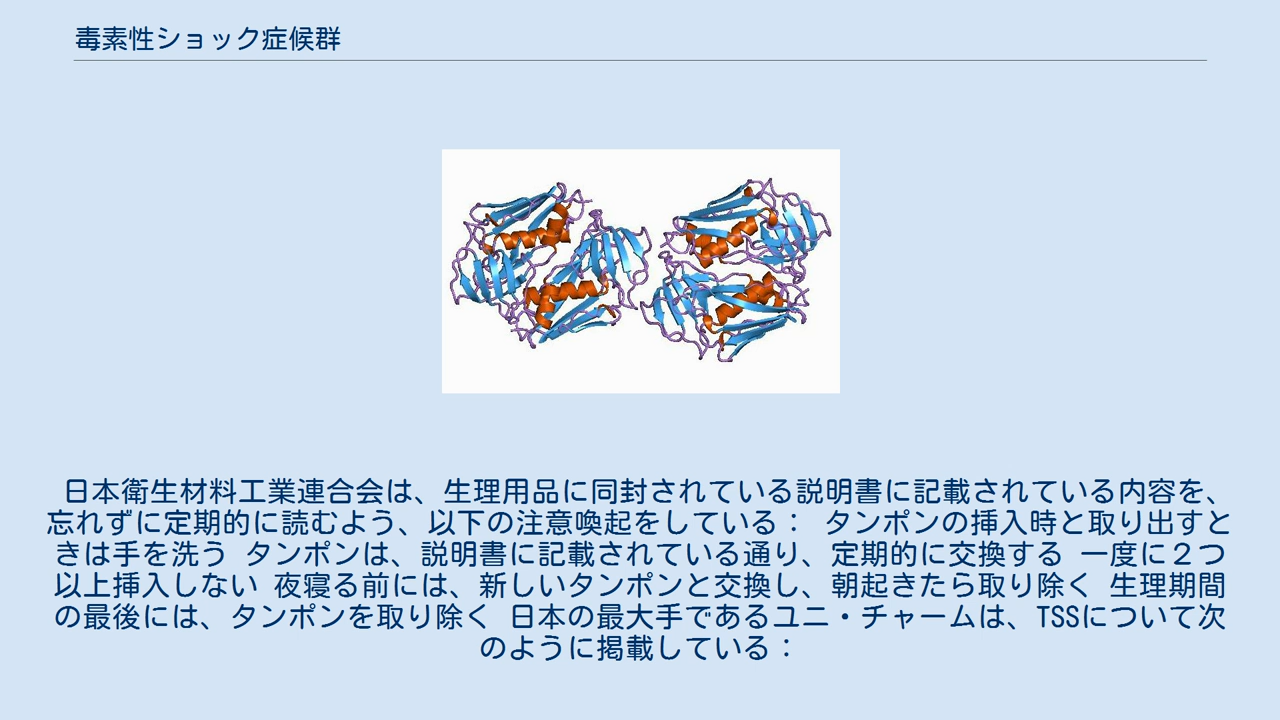 毒素性ショック症候群
日本衛生材料工業連合会は、生理用品に同封されている説明書に記載されている内容を、
忘れずに定期的に読むよう、以下の注意喚起をしている： タンポンの挿入時と取り出すと
きは手を洗う タンポンは、説明書に記載されている通り、定期的に交換する 一度に２つ
以上挿入しない 夜寝る前には、新しいタンポンと交換し、朝起きたら取り除く 生理期間
の最後には、タンポンを取り除く 日本の最大手であるユニ・チャームは、TSSについて次
のように掲載している：